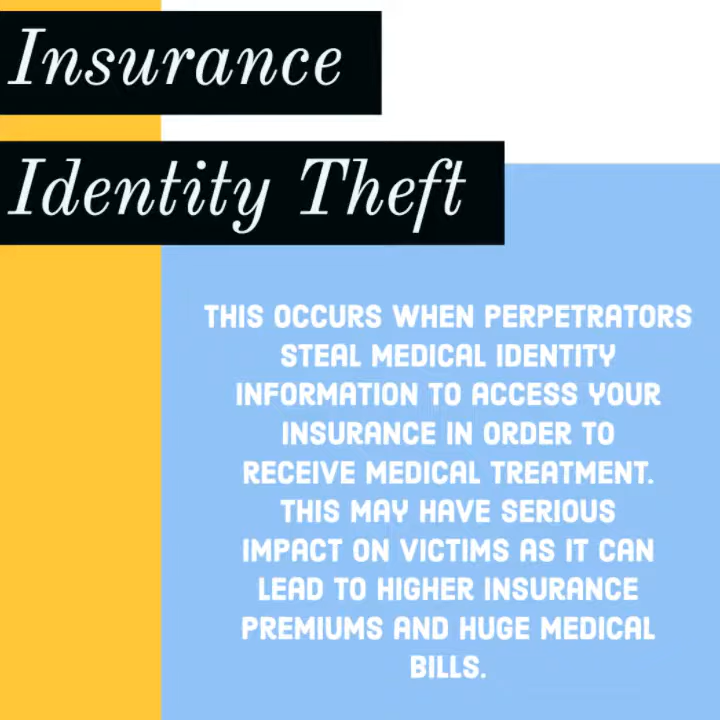 Insurance
Identity Theft
THIS OCCURS WHEN PERPETRATORS
STEAL MEDICAL IDENTITY
INFORMATION TO ACCESS YOUR
INSURANCE IN ORDER TO
RECEIVE MEDICAL TREATMENT.
THIS MAY HAVE SERIOUS
IMPACT ON VICTIMS AS IT CAN
LEAD TO HIGHER INSURANCE
PREMIUMS AND HUGE MEDICAL
BILLS.